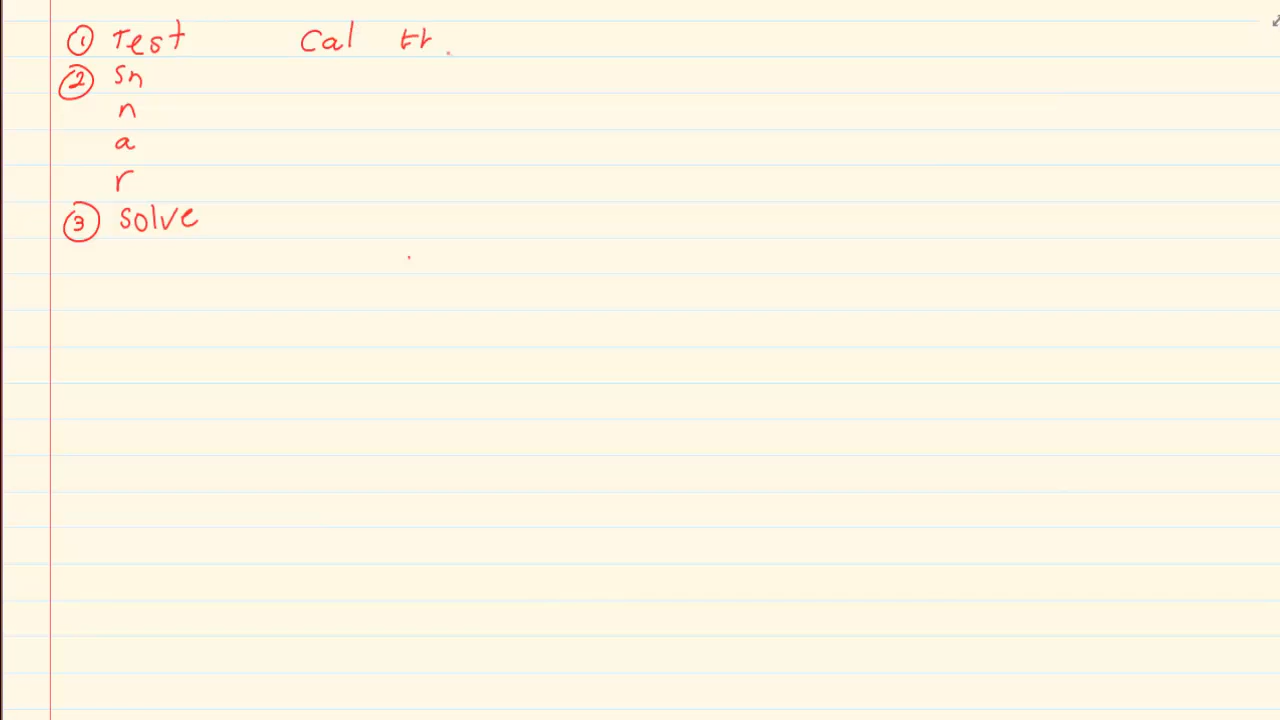 ① Test Cal
② sn
n
a
r
③ solve